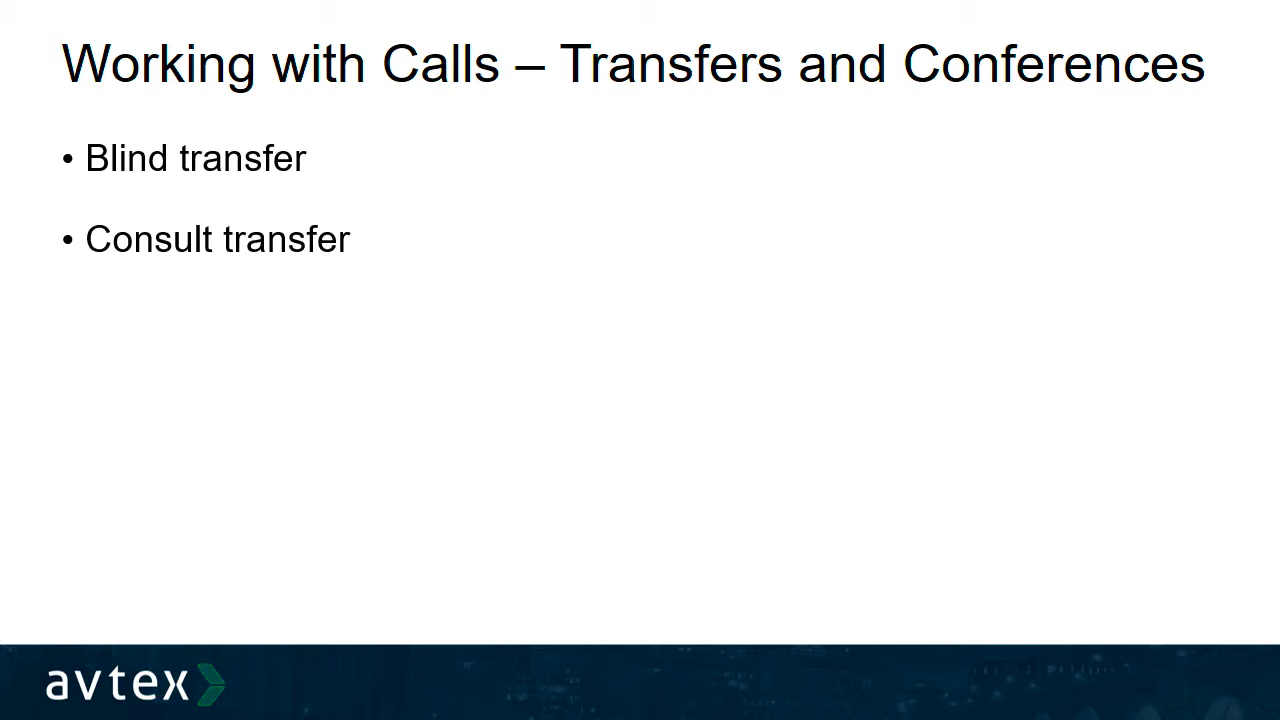 Working with Calls – Transfers and Conferences
• Blind transfer
• Consult transfer
avtex